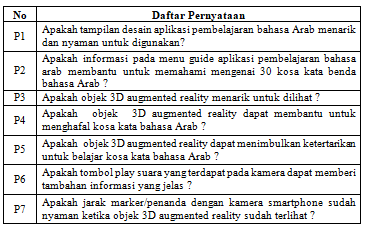 No Daftar Pernyataan
P1 Apakah tampilan desain aplikasi pembelajaran bahasa Arab menarik
dan nyaman untuk digunakan?
P2 Apakah informasi pada menu guide aplikasi pembelajaran bahasa
arab membantu untuk memahami mengenai 30 kosa kata benda
bahasa Arab ?
P3 Apakah objek 3D augmented reality menarik untuk dilihat ?
P4 Apakah objek 3D augmented reality dapat membantu untuk
menghafal kosa kata bahasa Arab ?
P5 Apakah objek 3D augmented reality dapat menimbulkan ketertarikan
untuk belajar kosa kata bahasa Arab ?
P6 Apakah tombol play suara yang terdapat pada kamera dapat memberi
tambahan informasi yang jelas ?
P7 Apakah jarak marker/penanda dengan kamera smartphone sudah
nyaman ketika objek 3D augmented reality sudah terlihat ?